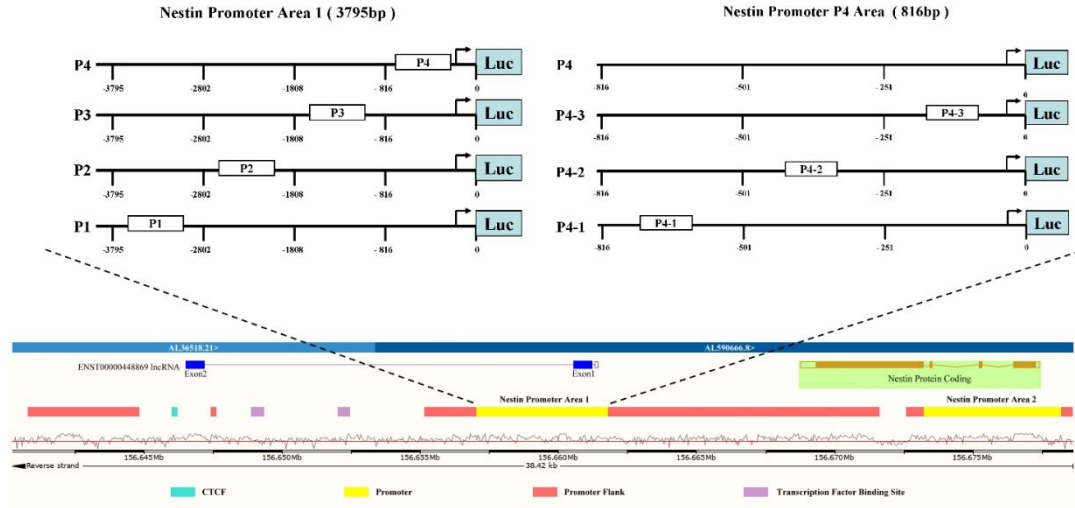 Nestin Promoter Area 1 ( 3795bp )
Nestin Promoter P4 Area ( 816bp )
P4
P4
Luc
-3795 -2802 -1808 - 816 0
P3
P3
Luc
-3795 -2802 -1808 - 816 0
P2
P2
Luc
-3795 -2802 -1808 - 816 0
P1
P1
Luc
-3795 -2802 -1808 - 816 0
P4
Luc
-816 -501 - 251 0
P4-3
P4-3
Luc
-816 -501 - 251 0
P4-2
P4-2
Luc
-816 -501 - 251 0
P4-1
P4-1
Luc
-816 -501 - 251 0
AL36518.21>
AL590666.8>
ENST00000448869 lncRNA
Exon2
Exon1
Nestin Protein Coding
Nestin Promoter Area 1
Nestin Promoter Area 2
156.645Mb 156.650Mb 156.655Mb 156.660Mb 156.665Mb 156.670Mb 156.675Mb
Reverse strand
38.42 kb
CTCF
Promoter
Promoter Flank
Transcription Factor Binding Site